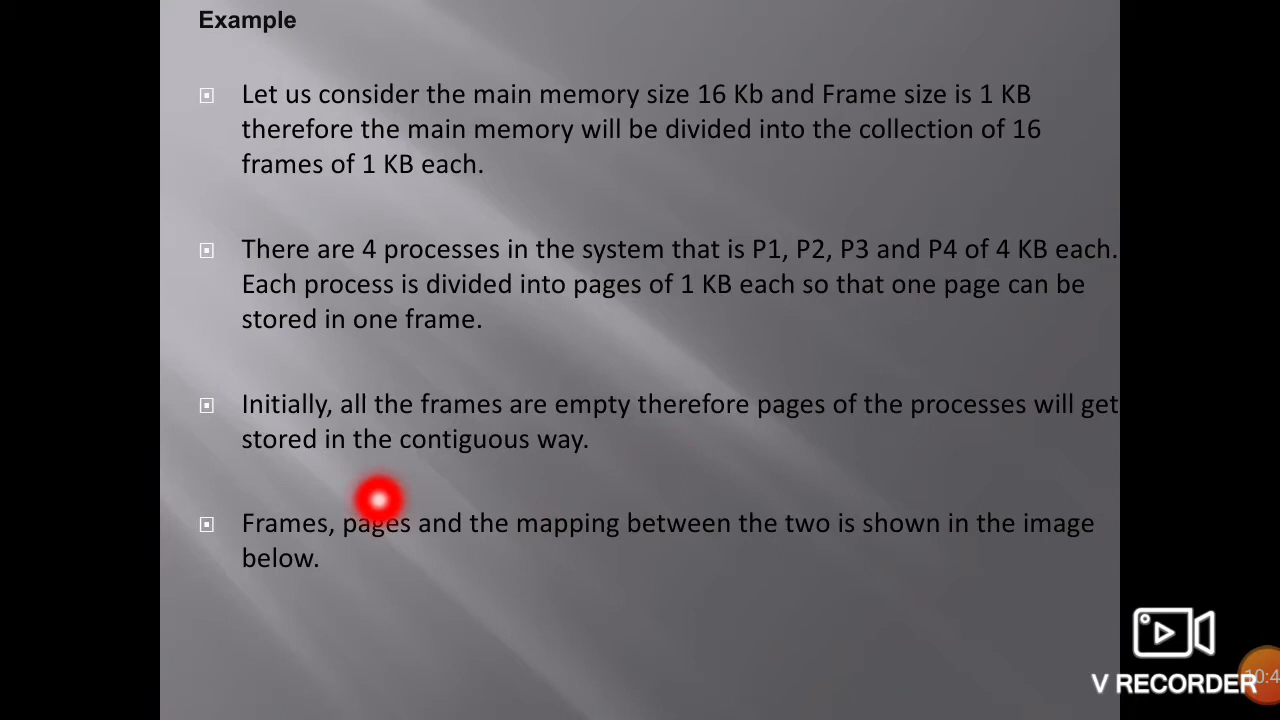 Example
Let us consider the main memory size 16 Kb and Frame size is 1 KB
therefore the main memory will be divided into the collection of 16
frames of 1 KB each.
There are 4 processes in the system that is P1, P2, P3 and P4 of 4 KB each.
Each process is divided into pages of 1 KB each so that one page can be
stored in one frame.
Initially, all the frames are empty therefore pages of the processes will get
stored in the contiguous way.
Frames, pages and the mapping between the two is shown in the image
below.
V RECORDER
10:4